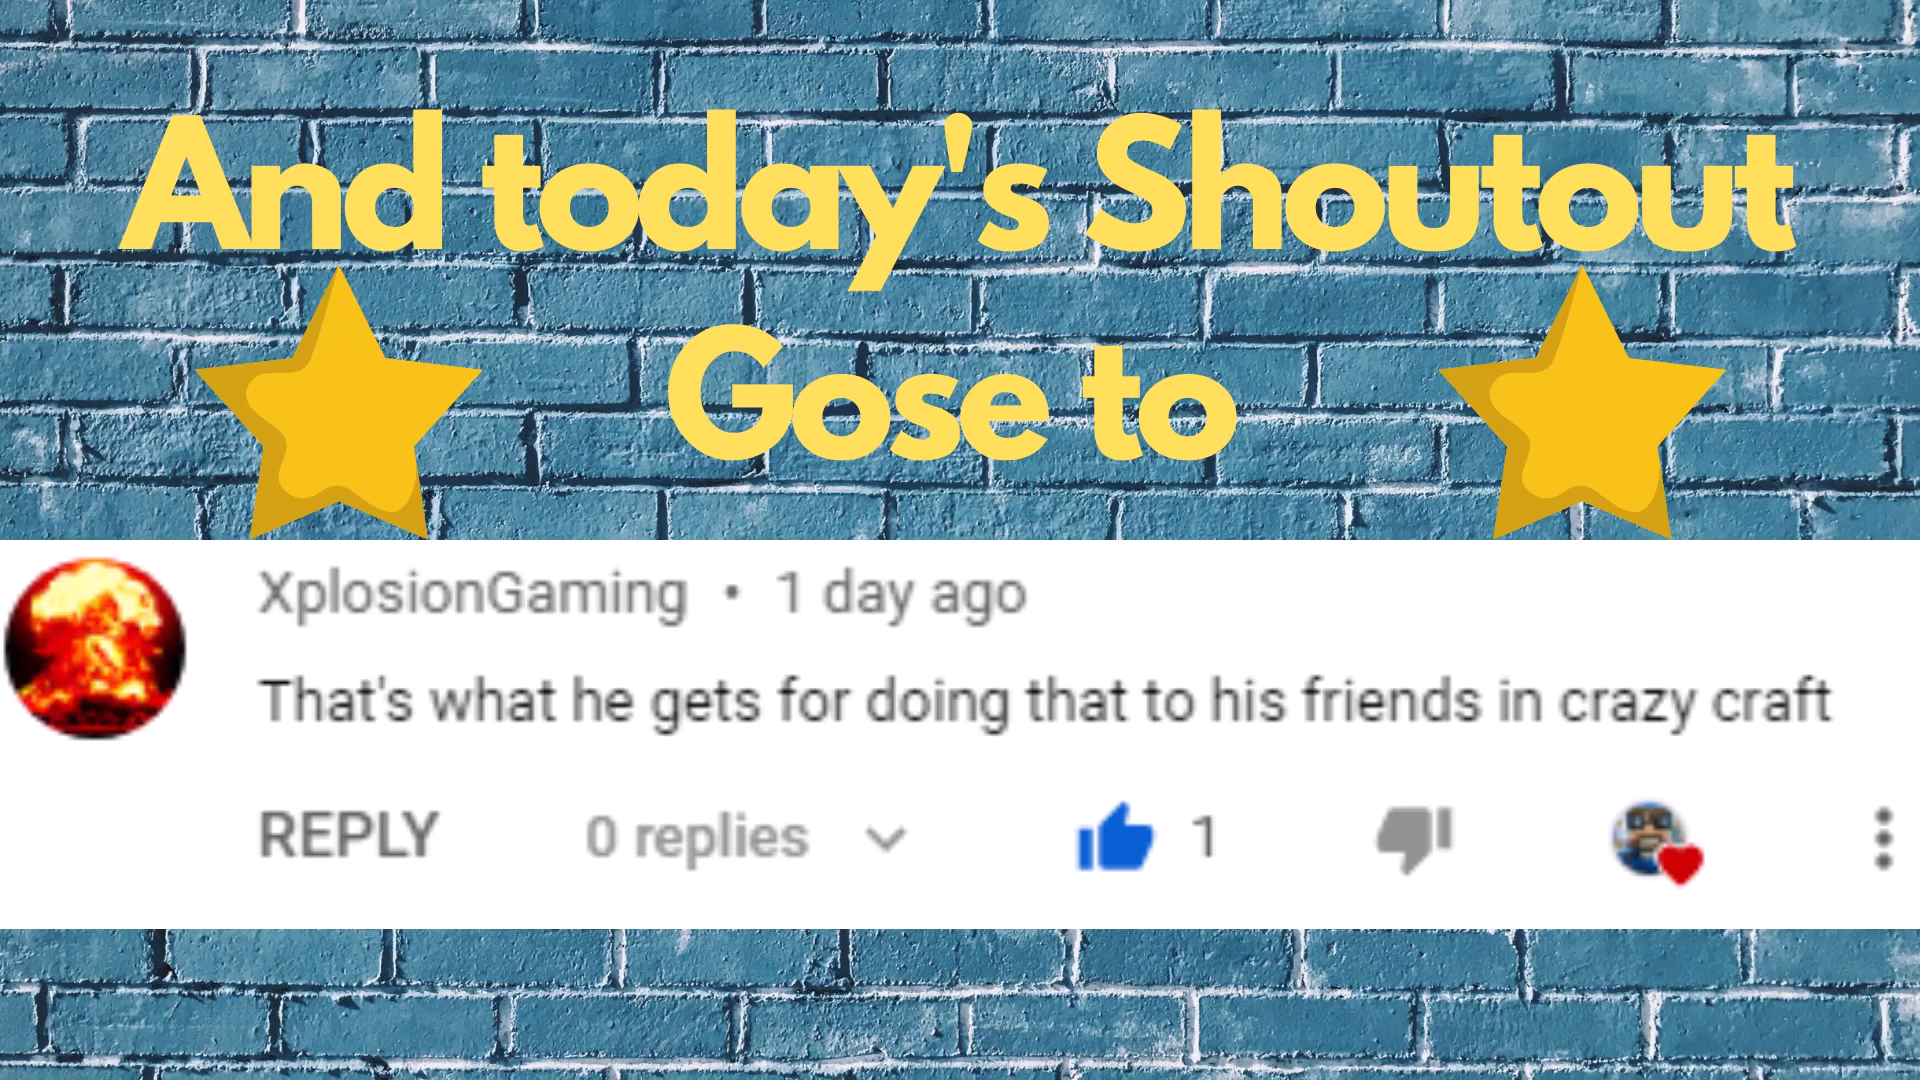 And today's Shoutout
Gose to
XplosionGaming • 1 day ago
That's what he gets for doing that to his friends in crazy craft
REPLY 0 replies 1